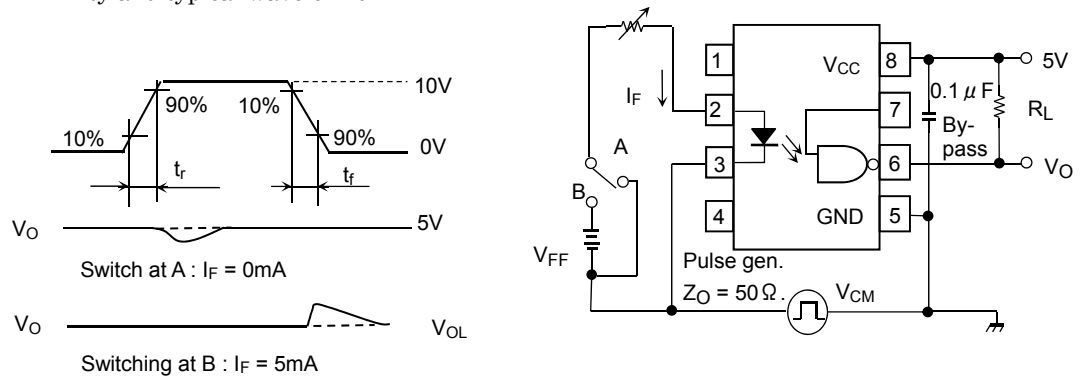 10V
90%
10%
10%
90%
0V
tr
tf
VO
5V
Switch at A : IF = 0mA
VO
VOL
Switching at B : IF = 5mA
1
2
3
4
8
7
6
5
VCC
GND
IF
A
B
VFF
5V
0.1 μF
By-
pass
RL
VO
Pulse gen.
ZO = 50Ω.
VCM